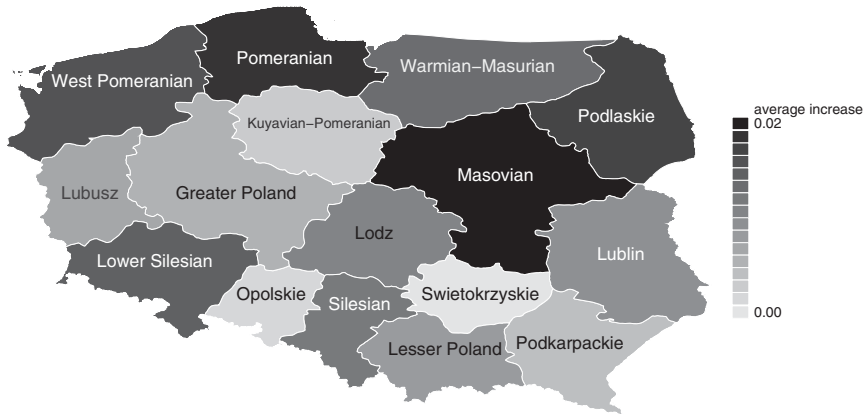 Pomeranian
West Pomeranian
Warmian–Masurian
average increase
0.02
Podlaskie
Kuyavian–Pomeranian
Masovian
Lubusz
Greater Poland
Lodz
Lublin
Lower Silesian
Opolskie
Silesian
Swietokrzyskie
0.00
Lesser Poland
Podkarpackie